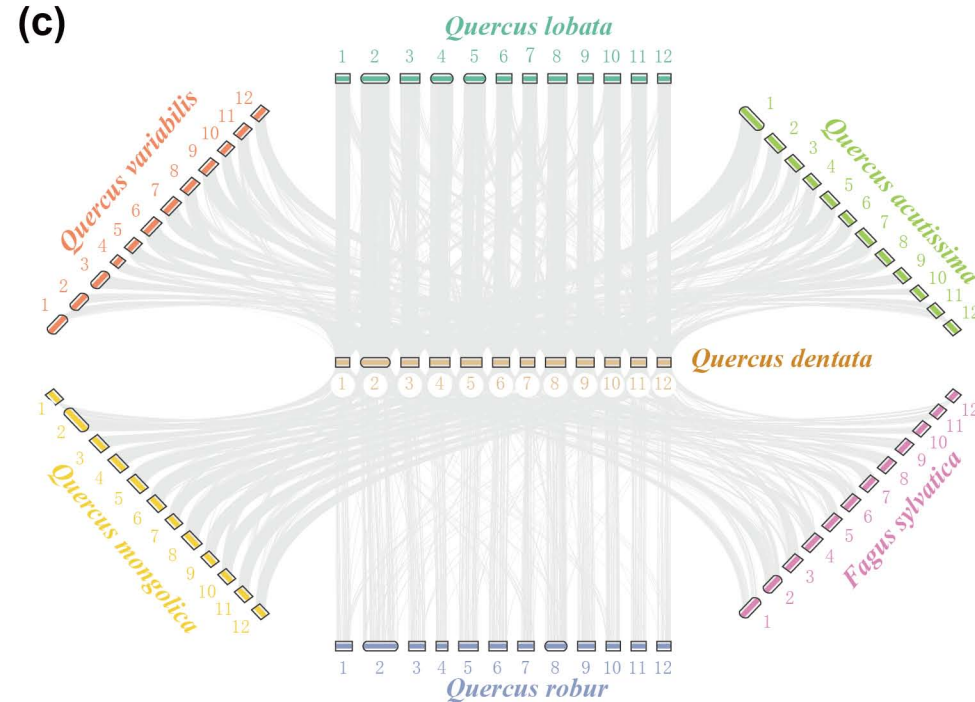 (c)
Quercus lobata
1 2 3 4 5 6 7 8 9 10 11 12
Quercus variabilis
1 2 3 4 5 6 7 8 9 10 11 12
Quercus acutissima
1 2 3 4 5 6 7 8 9 10 11 12
Quercus dentata
1 2 3 4 5 6 7 8 9 10 11 12
Quercus mongolica
1 2 3 4 5 6 7 8 9 10 11 12
Fagus sylvatica
12 11 10 9 8 7 6 5 4 3 2 1
1 2 3 4 5 6 7 8 9 10 11 12
Quercus robur